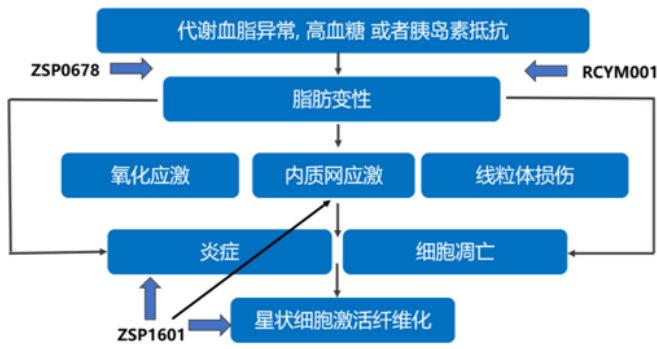 代谢血脂异常, 高血糖 或者胰岛素抵抗
ZSP0678
RCYM001
脂肪变性
氧化应激
内质网应激
线粒体损伤
炎症
细胞凋亡
ZSP1601
星状细胞激活纤维化